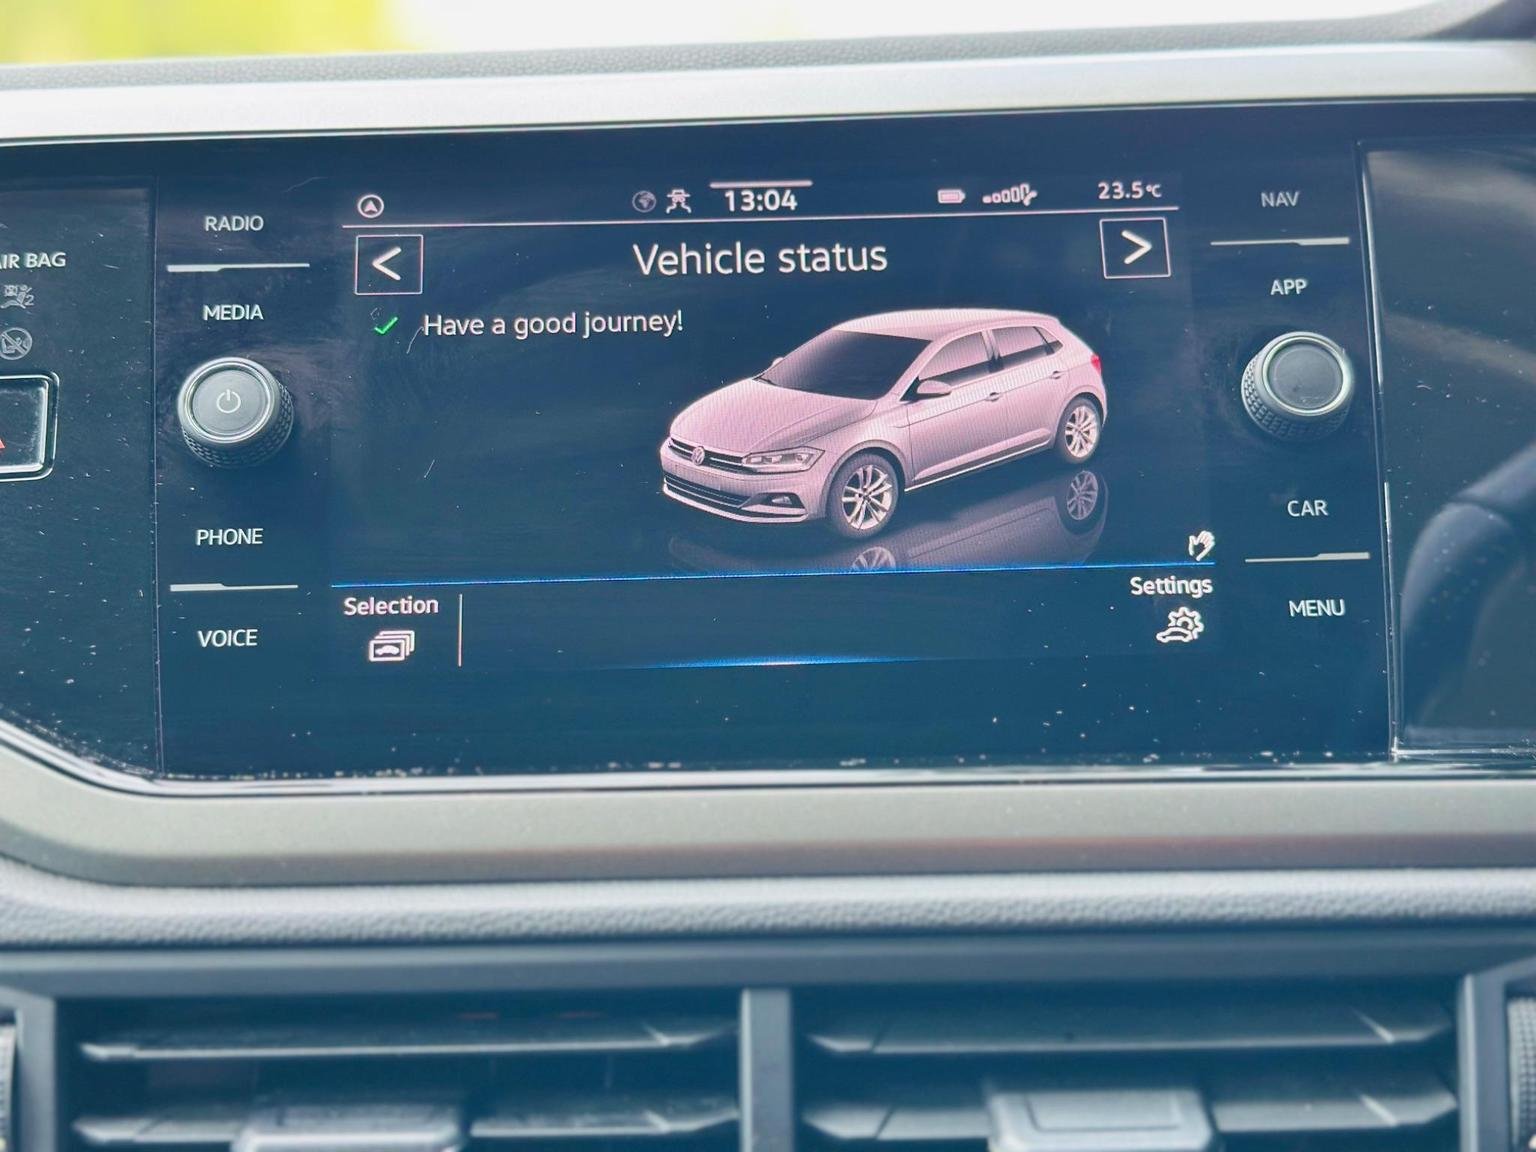 RADIO
MEDIA
PHONE
VOICE
IR BAG
13:04
23.5°C
<
Vehicle status
>
Have a good journey!
Selection
Settings
NAV
APP
CAR
MENU